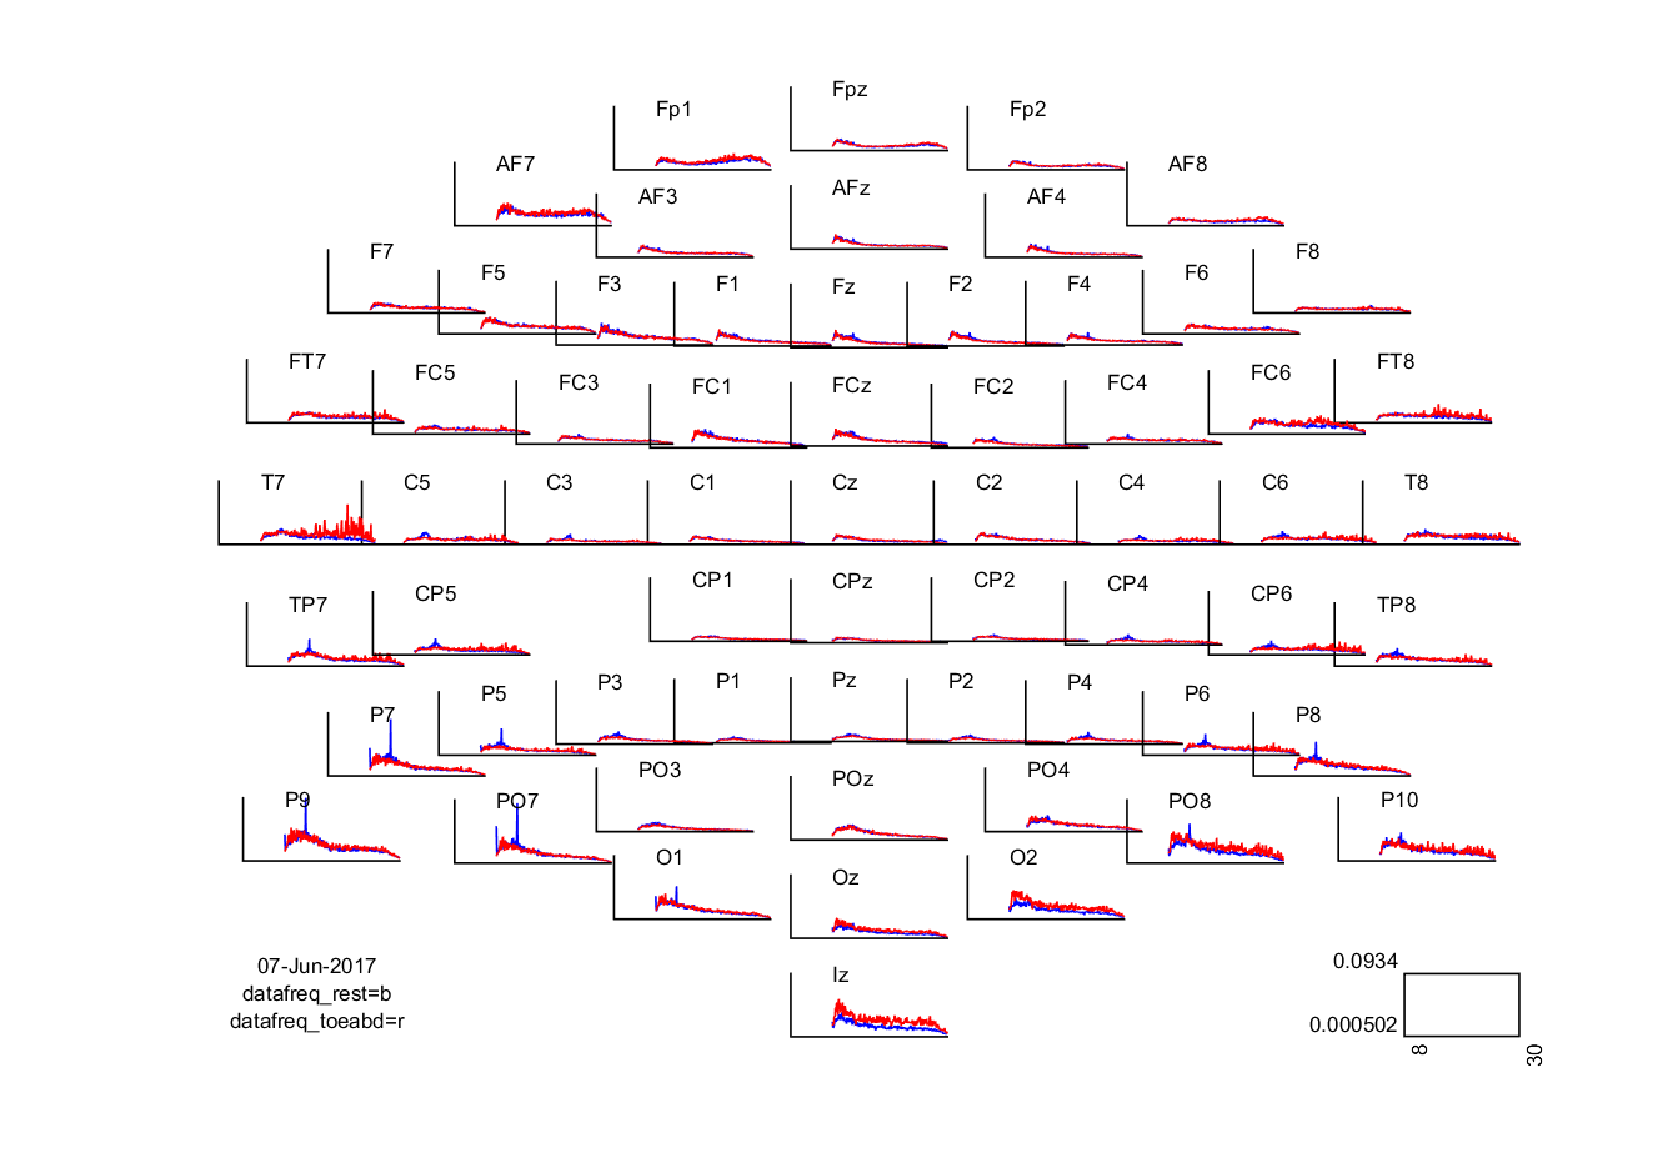 Fpz
Fp1
Fp2
AF7
AF8
AFz
AF3
AF4
F7
F8
F5
F6
F3
F1
Fz
F2
F4
FT7
FT8
FC5
FC6
FC3
FC4
FC1
FCz
FC2
T7
C5
C3
C1
Cz
C2
C4
C6
T8
CP1
CPz
CP2
CP4
CP5
CP6
TP7
TP8
P3
P1
Pz
P2
P4
P5
P6
P7
P8
PO3
PO4
POz
P9
PO7
PO8
P10
O1
O2
Oz
Iz
07-Jun-2017
datafreq_rest=b
datafreq_toeabd=r
0.0934
0.000502
8
30